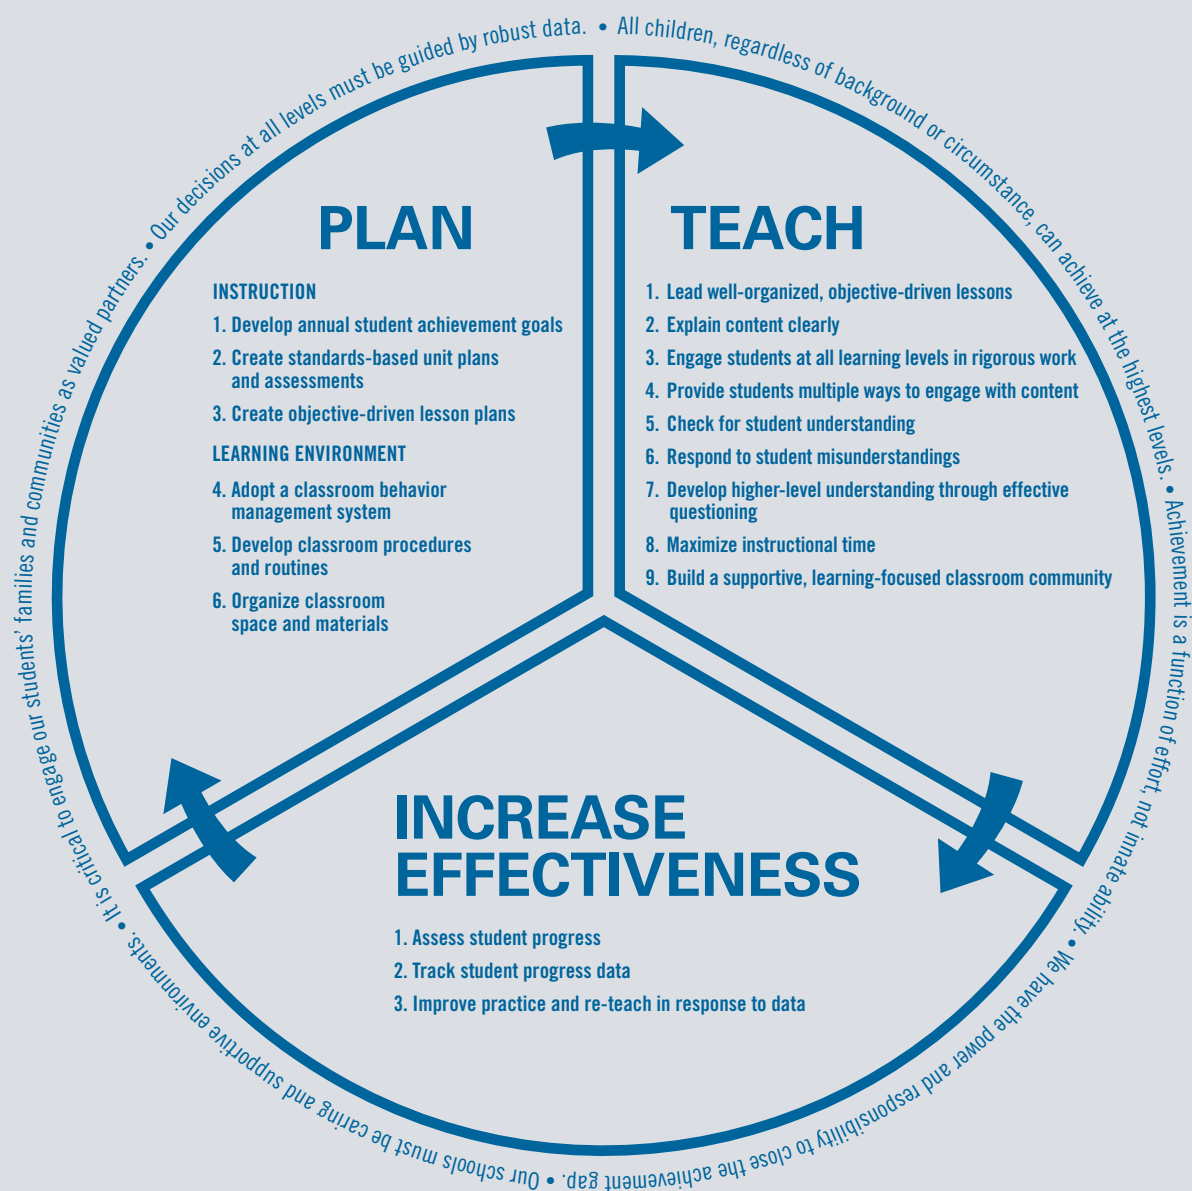 All children, regardless of background or circumstance, can achieve at the highest levels. • Achievement is a function of effort, not innate ability. • We have the power and responsibility to close the achievement gap. • Our schools must be caring and supportive environments. • It is critical to engage our students' families and communities as valued partners. • Our decisions at all levels must be guided by robust data. •
PLAN
INSTRUCTION
1. Develop annual student achievement goals
2. Create standards-based unit plans
and assessments
3. Create objective-driven lesson plans
LEARNING ENVIRONMENT
4. Adopt a classroom behavior
management system
5. Develop classroom procedures
and routines
6. Organize classroom
space and materials
TEACH
1. Lead well-organized, objective-driven lessons
2. Explain content clearly
3. Engage students at all learning levels in rigorous work
4. Provide students multiple ways to engage with content
5. Check for student understanding
6. Respond to student misunderstandings
7. Develop higher-level understanding through effective
questioning
8. Maximize instructional time
9. Build a supportive, learning-focused classroom community
INCREASE
EFFECTIVENESS
1. Assess student progress
2. Track student progress data
3. Improve practice and re-teach in response to data